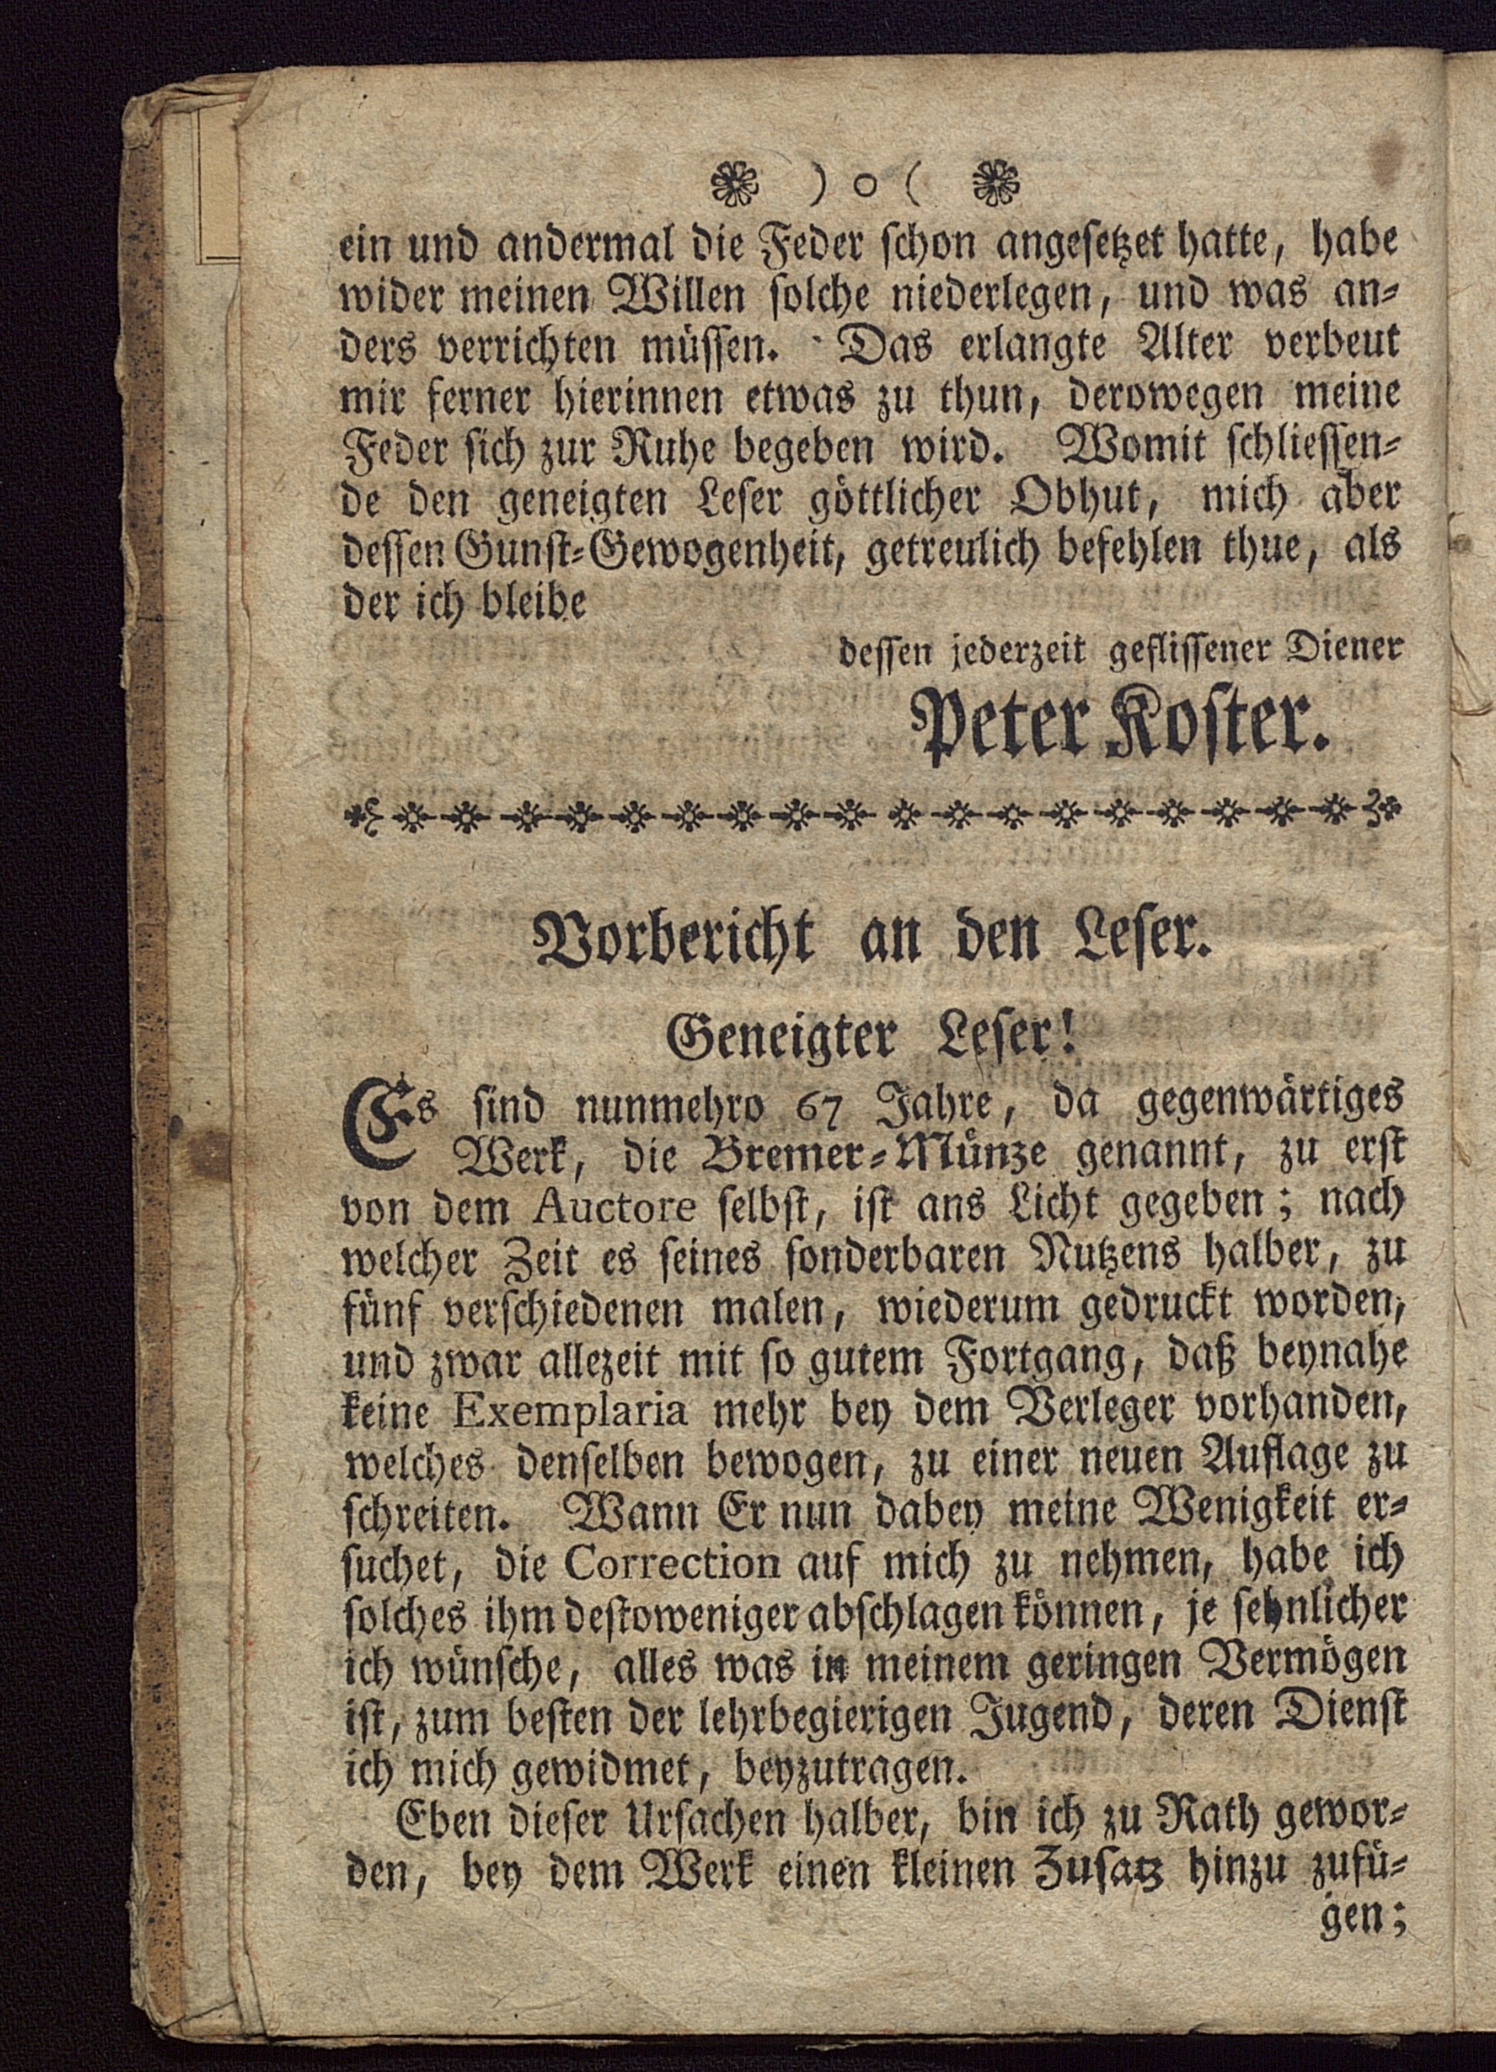 ) o (
ein und andermal die Feder schon angesetzet hatte, habe
wider meinen Willen solche niederlegen, und was an-
ders verrichten müssen. Das erlangte Alter verbeut
mir ferner hierinnen etwas zu thun, derowegen meine
Feder sich zur Ruhe begeben wird. Womit schliessen-
de den geneigten Leser göttlicher Obhut, mich aber
dessen Gunst-Gewogenheit, getreulich befehlen thue, als
der ich bleibe
dessen jederzeit geflissener Diener
Peter Koster.
Vorbericht an den Leser.
Geneigter Leser!
Es sind nunmehro 67 Jahre, da gegenwärtiges
Werk, die Bremer-Münze genannt, zu erst
von dem Auctore selbst, ist ans Licht gegeben; nach
welcher Zeit es seines sonderbaren Nutzens halber, zu
fünf verschiedenen malen, wiederum gedruckt worden,
und zwar allezeit mit so gutem Fortgang, daß beynahe
keine Exemplaria mehr bey dem Verleger vorhanden,
welches denselben bewogen, zu einer neuen Auflage zu
schreiten. Wann Er nun dabey meine Wenigkeit er-
suchet, die Correction auf mich zu nehmen, habe ich
solches ihm destoweniger abschlagen können, je sehnlicher
ich wünsche, alles was in meinem geringen Vermögen
ist, zum besten der lehrbegierigen Jugend, deren Dienst
ich mich gewidmet, beyzutragen.
Eben dieser Ursachen halber, bin ich zu Rath gewor-
den, bey dem Werk einen kleinen Zusatz hinzu zufü-
gen;